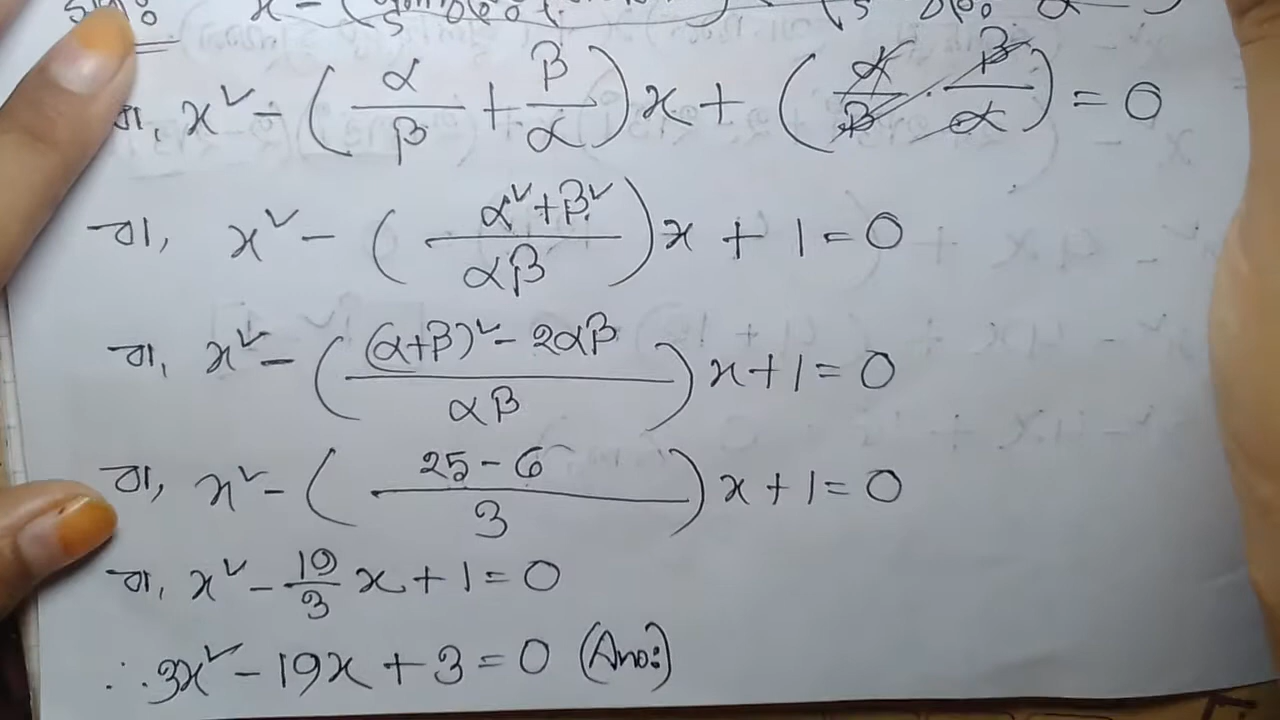 বা, x² - (α/β + β/α)x + (α/β · β/α) = 0
বা, x² - ((α² + β²)/αβ)x + 1 = 0
বা, x² - (((α+β)² - 2αβ)/αβ)x + 1 = 0
বা, x² - ((25 - 6)/3)x + 1 = 0
বা, x² - 19/3 x + 1 = 0
∴ 3x² - 19x + 3 = 0 (Ans:)